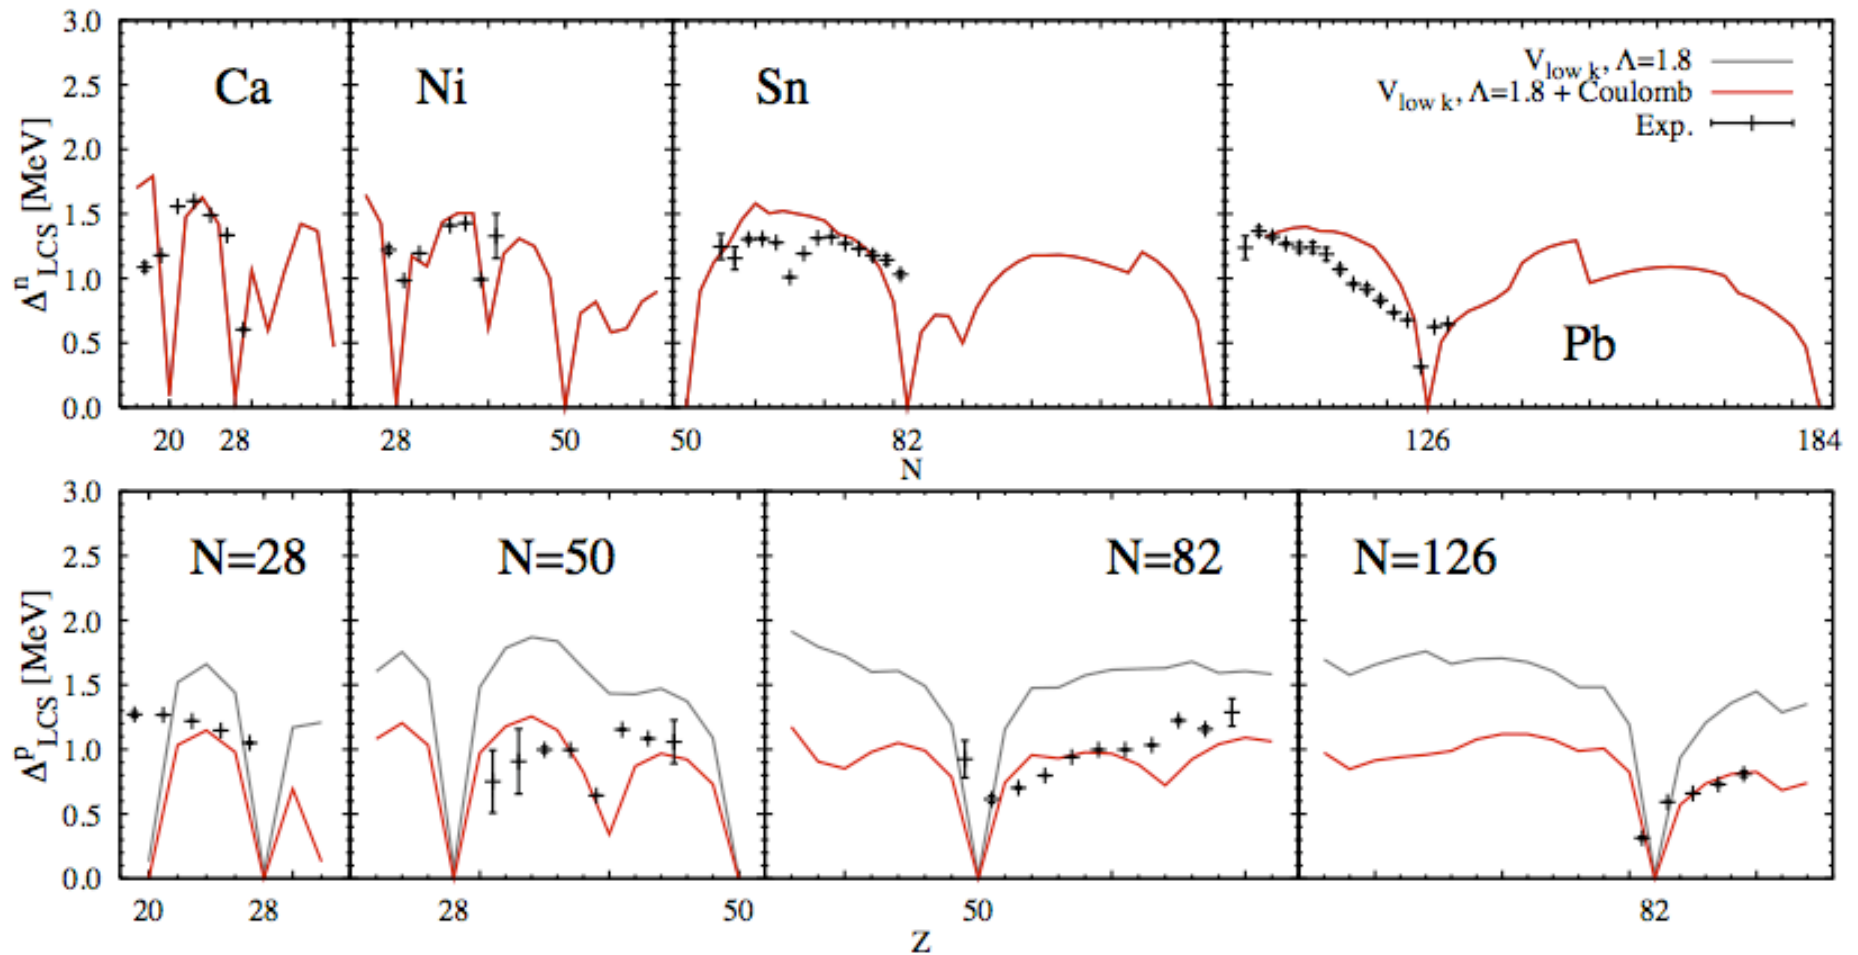 3.0
2.5
2.0
1.5
1.0
0.5
0.0
Δⁿ_LCS [MeV]
Ca
Ni
Sn
Pb
V_low k, Λ=1.8
V_low k, Λ=1.8 + Coulomb
Exp.
20 28 28 50 50 82 126 184
N
3.0
2.5
2.0
1.5
1.0
0.5
0.0
Δᵖ_LCS [MeV]
N=28
N=50
N=82
N=126
20 28 28 50 50 82
Z